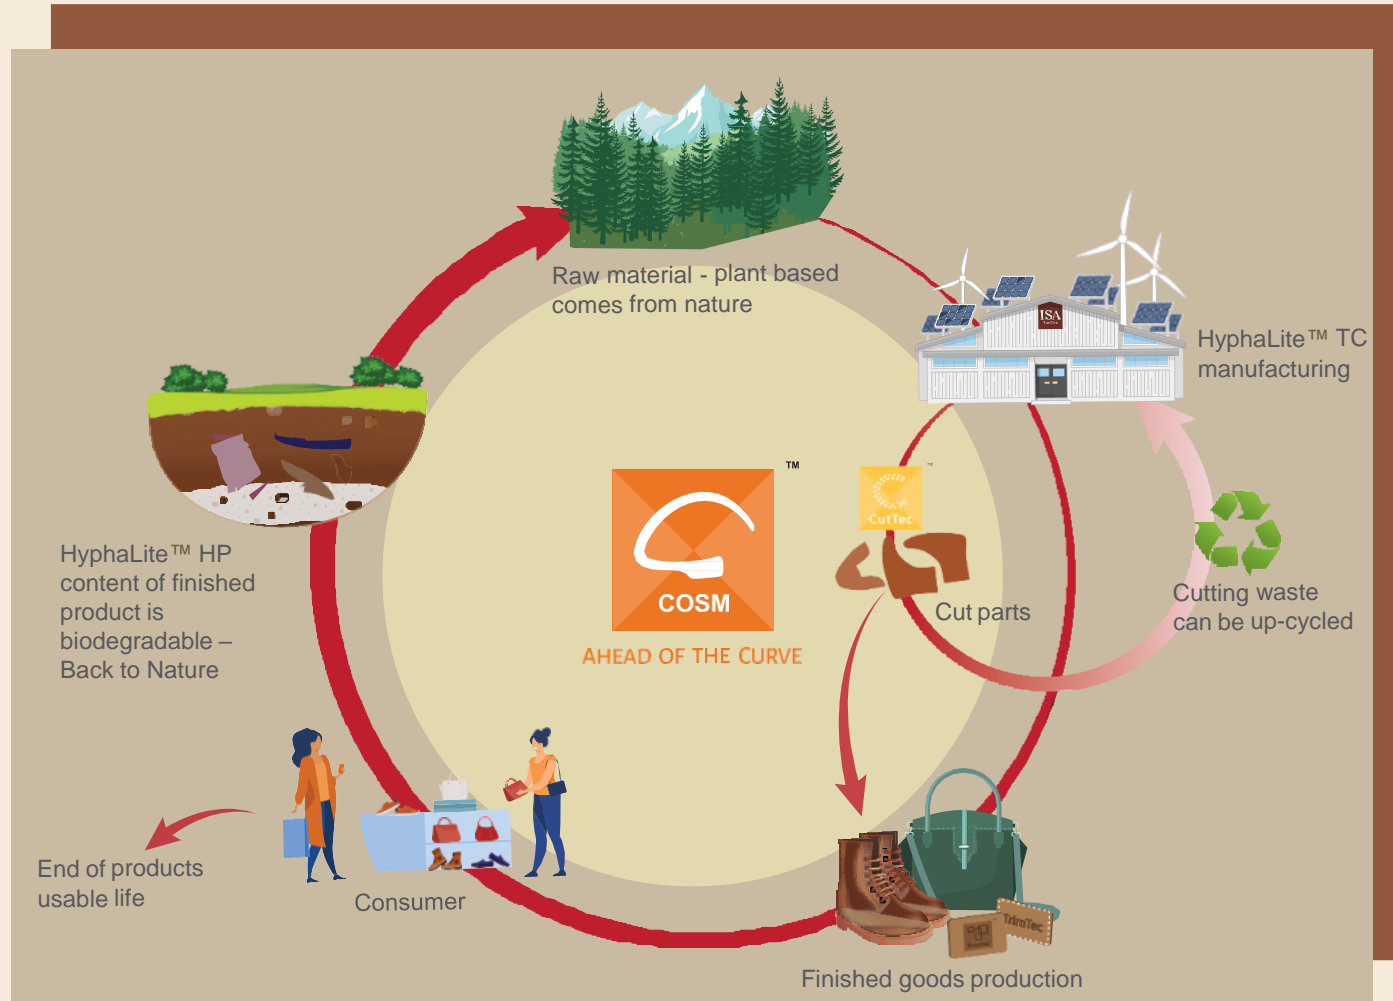 Raw material - plant based
comes from nature
ISA
HyphaLite™ TC
manufacturing
™
COSM
AHEAD OF THE CURVE
™
CutTec
Cut parts
Cutting waste
can be up-cycled
HyphaLite™ HP
content of finished
product is
biodegradable –
Back to Nature
End of products
usable life
Consumer
TrimTec
Finished goods production